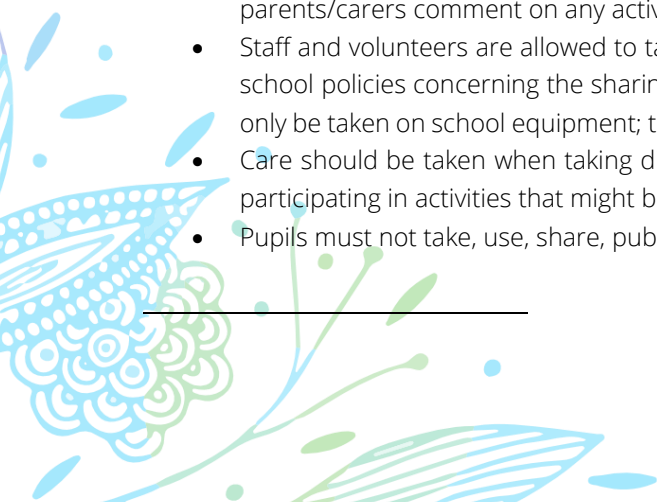 parents/carers comment on any activ
• Staff and volunteers are allowed to ta
school policies concerning the sharin
only be taken on school equipment; t
• Care should be taken when taking d
participating in activities that might b
• Pupils must not take, use, share, pub